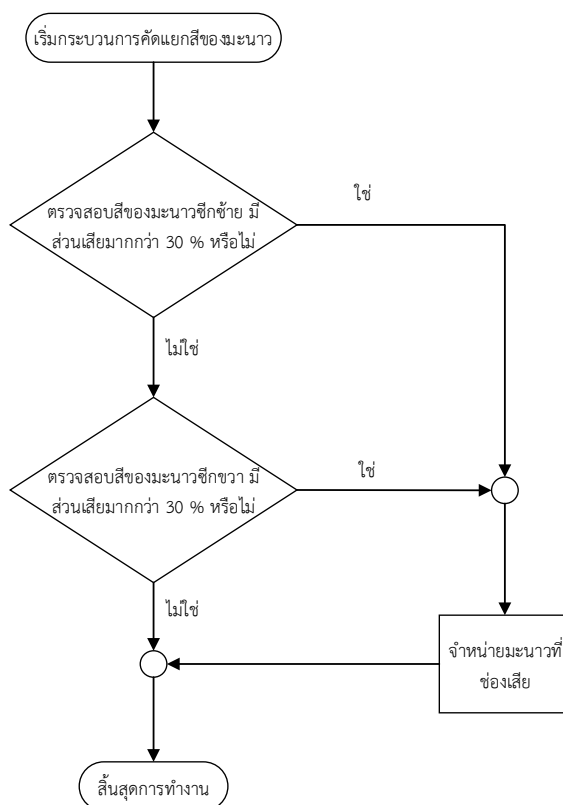 เริ่มกระบวนการคัดแยกสีของมะนาว
ใช่
ตรวจสอบสีของมะนาวซีกซ้าย มี
ส่วนเสียมากกว่า 30 % หรือไม่
ไม่ใช่
ใช่
ตรวจสอบสีของมะนาวซีกขวา มี
ส่วนเสียมากกว่า 30 % หรือไม่
ไม่ใช่
จำหน่ายมะนาวที่
ช่องเสีย
สิ้นสุดการทำงาน